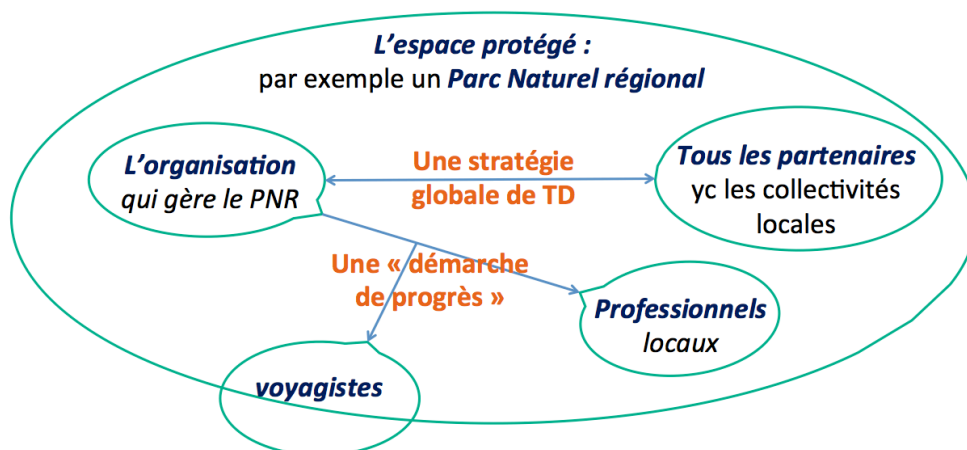 L’espace protégé :
par exemple un Parc Naturel régional
L’organisation
qui gère le PNR
Une stratégie
globale de TD
Tous les partenaires
yc les collectivités
locales
Une « démarche
de progrès »
Professionnels
locaux
voyagistes